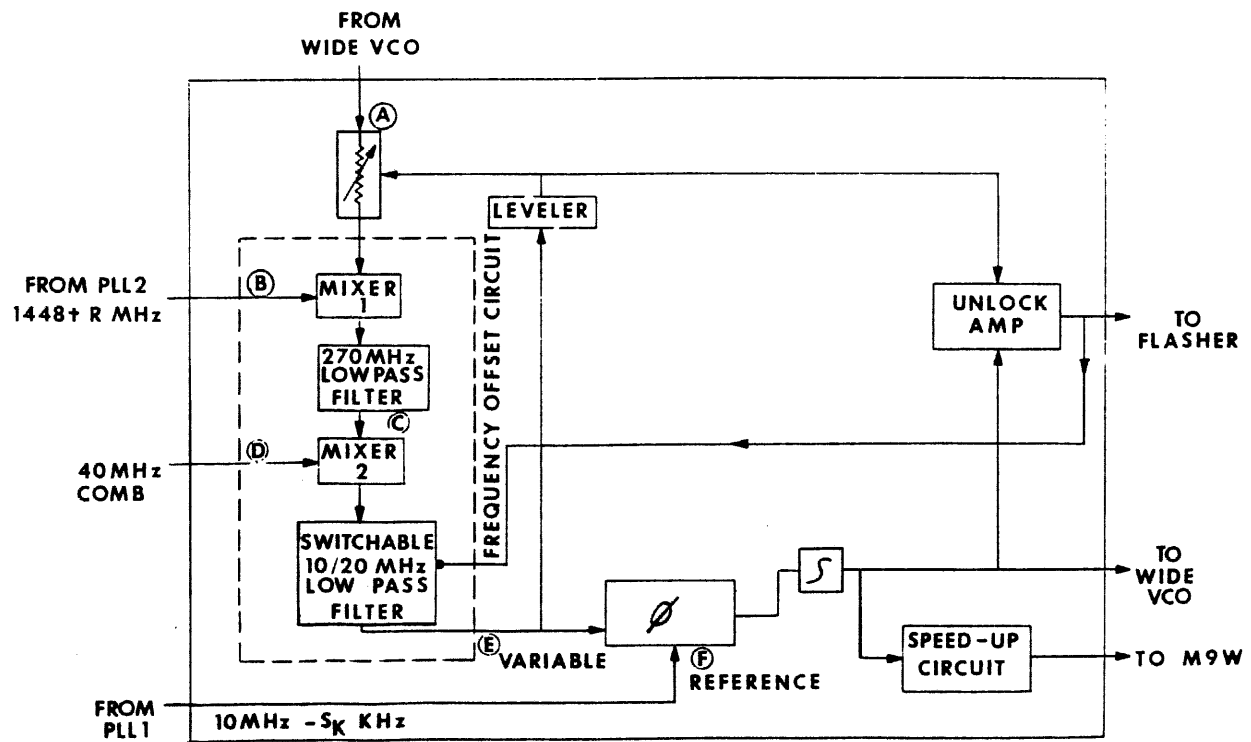 FROM
WIDE VCO
A
LEVELER
FROM PLL2
1448+ R MHz
B
MIXER
1
270MHz
LOWPASS
FILTER
C
40MHz
COMB
D
MIXER
2
SWITCHABLE
10/20 MHz
LOW PASS
FILTER
FREQUENCY OFFSET CIRCUIT
UNLOCK
AMP
TO
FLASHER
E
VARIABLE
ø
F
REFERENCE
∫
TO
WIDE
VCO
SPEED-UP
CIRCUIT
TO M9W
FROM
PLL1
10MHz -SK KHz